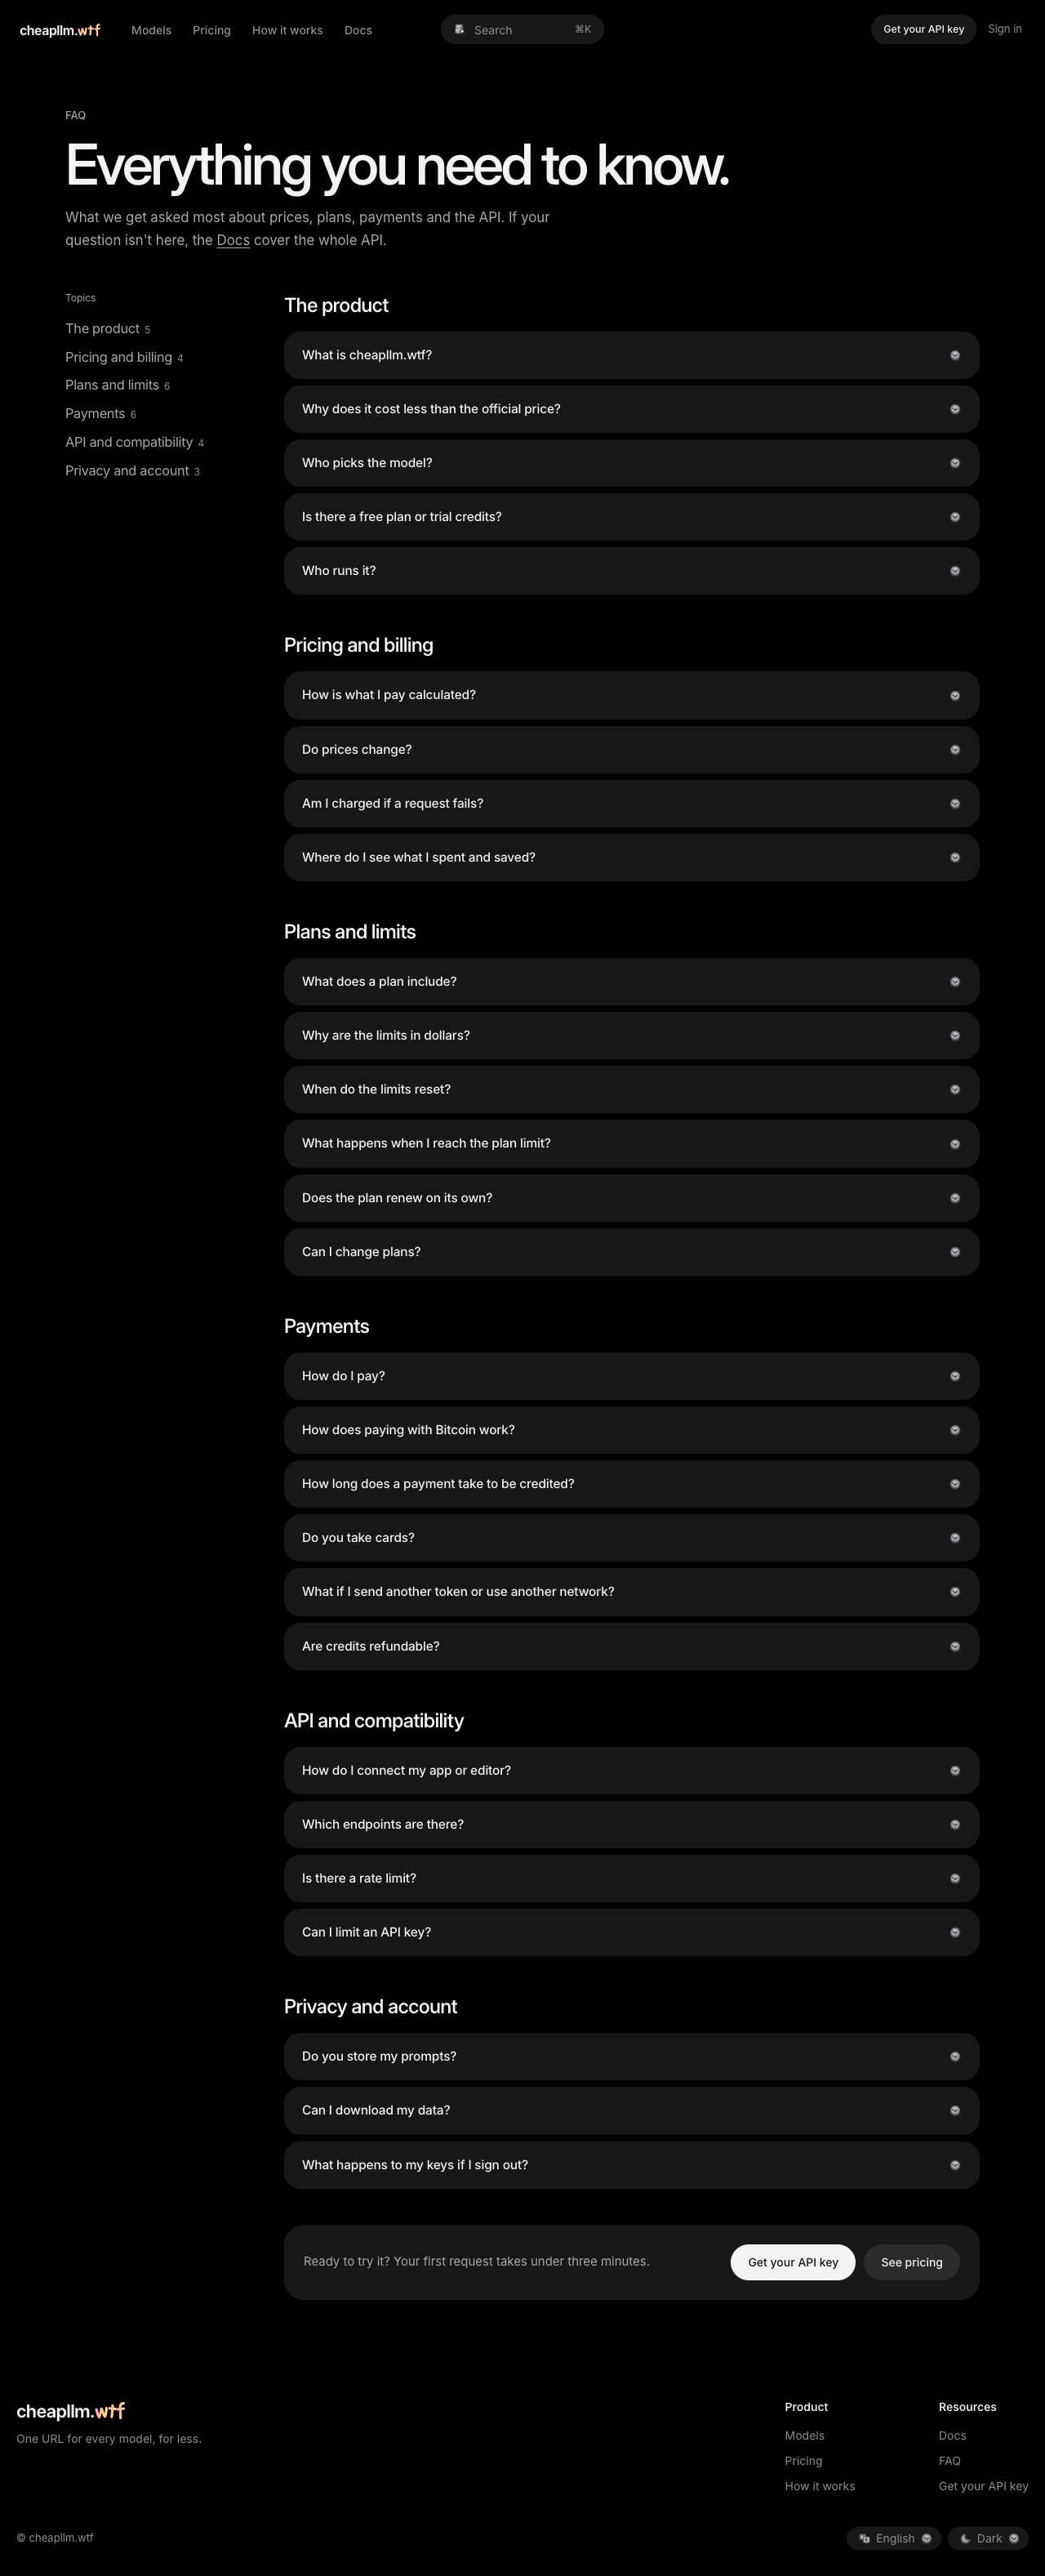 cheapllm.wtf
Models
Pricing
How it works
Docs
Search
⌘K
Get your API key
Sign in
FAQ
Everything you need to know.
What we get asked most about prices, plans, payments and the API. If your
question isn't here, the Docs cover the whole API.
Topics
The product 5
Pricing and billing 4
Plans and limits 6
Payments 6
API and compatibility 4
Privacy and account 3
The product
What is cheapllm.wtf?
Why does it cost less than the official price?
Who picks the model?
Is there a free plan or trial credits?
Who runs it?
Pricing and billing
How is what I pay calculated?
Do prices change?
Am I charged if a request fails?
Where do I see what I spent and saved?
Plans and limits
What does a plan include?
Why are the limits in dollars?
When do the limits reset?
What happens when I reach the plan limit?
Does the plan renew on its own?
Can I change plans?
Payments
How do I pay?
How does paying with Bitcoin work?
How long does a payment take to be credited?
Do you take cards?
What if I send another token or use another network?
Are credits refundable?
API and compatibility
How do I connect my app or editor?
Which endpoints are there?
Is there a rate limit?
Can I limit an API key?
Privacy and account
Do you store my prompts?
Can I download my data?
What happens to my keys if I sign out?
Ready to try it? Your first request takes under three minutes.
Get your API key
See pricing
cheapllm.wtf
One URL for every model, for less.
Product
Models
Pricing
How it works
Resources
Docs
FAQ
Get your API key
© cheapllm.wtf
English
Dark